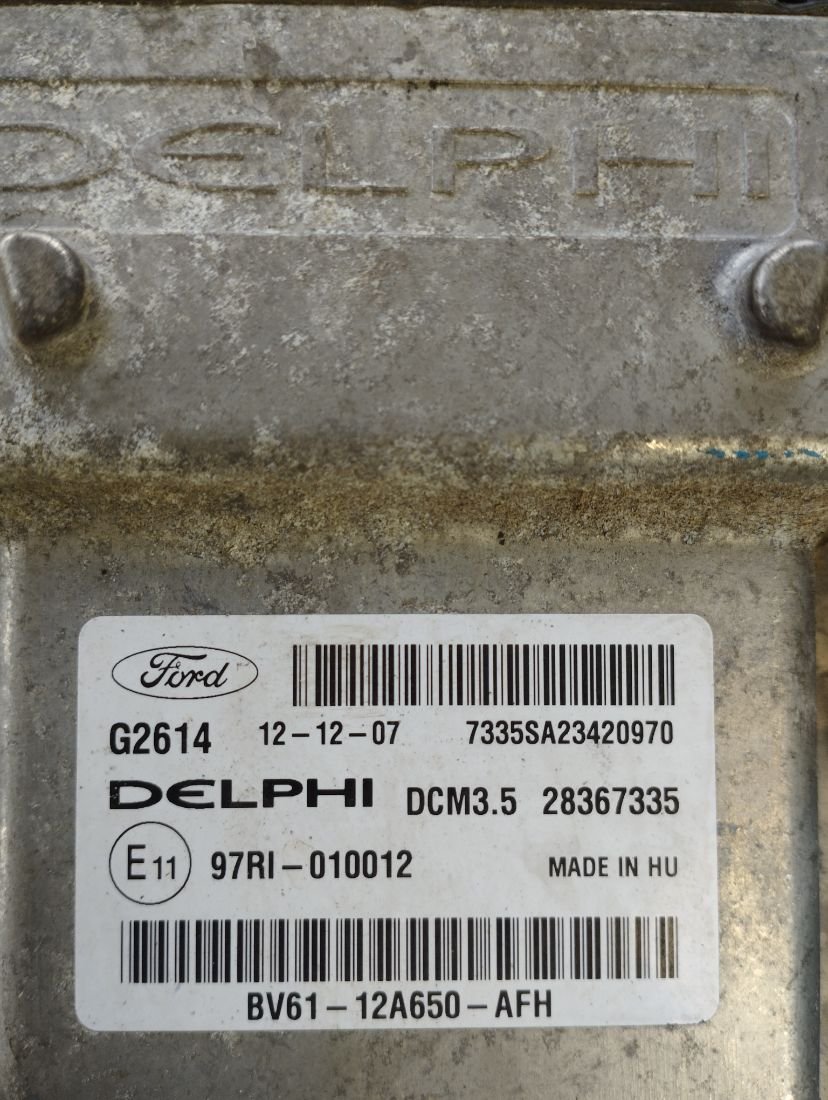 DELPHI
Ford
G2614 12-12-07 7335SA23420970
DELPHI DCM3.5 28367335
E11 97RI-010012 MADE IN HU
BV61-12A650-AFH